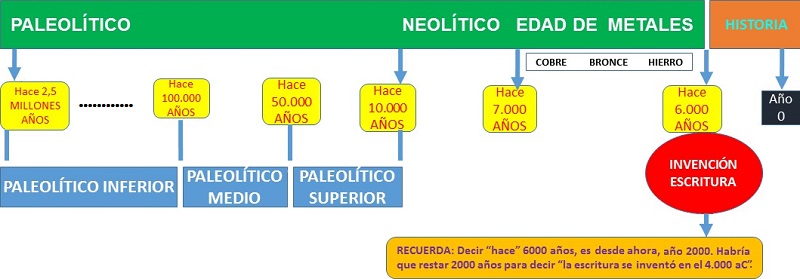 PALEOLÍTICO
NEOLÍTICO
EDAD DE METALES
HISTORIA
COBRE BRONCE HIERRO
Hace 2,5
MILLONES
AÑOS
............
Hace
100.000
AÑOS
Hace
50.000
AÑOS
Hace
10.000
AÑOS
Hace
7.000
AÑOS
Hace
6.000
AÑOS
Año
0
PALEOLÍTICO INFERIOR
PALEOLÍTICO
MEDIO
PALEOLÍTICO
SUPERIOR
INVENCIÓN
ESCRITURA
RECUERDA: Decir “hace” 6000 años, es desde ahora, año 2000. Habría
que restar 2000 años para decir “la escritura se inventó en el 4.000 aC”.